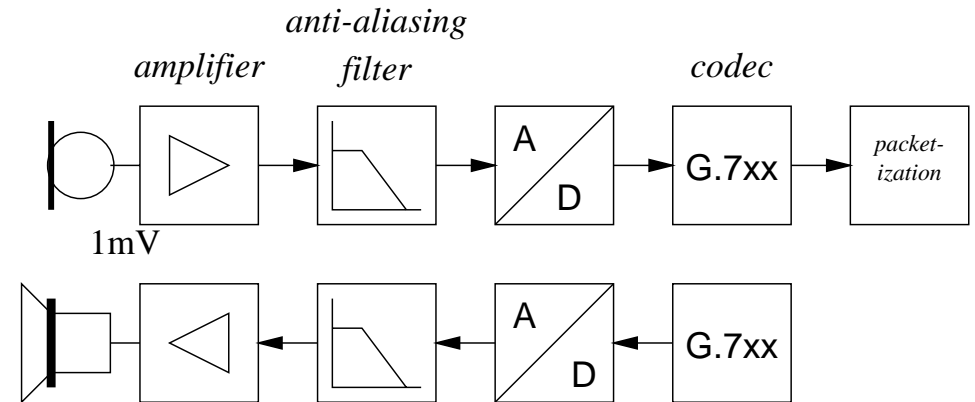 anti-aliasing
amplifier filter codec
A
D
G.7xx
packet-
ization
1mV
A
D
G.7xx